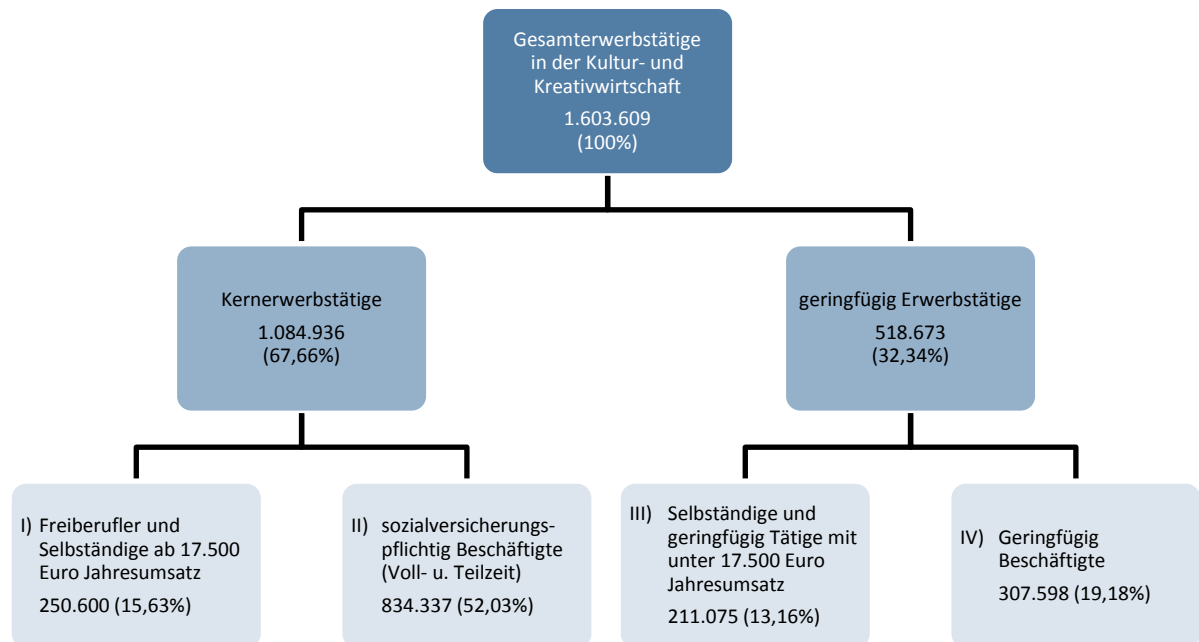 Gesamterwerbstätige
in der Kultur- und
Kreativwirtschaft
1.603.609
(100%)
Kernerwerbstätige
1.084.936
(67,66%)
geringfügig Erwerbstätige
518.673
(32,34%)
I) Freiberufler und
Selbständige ab 17.500
Euro Jahresumsatz
250.600 (15,63%)
II) sozialversicherungs-
pflichtig Beschäftigte
(Voll- u. Teilzeit)
834.337 (52,03%)
III) Selbständige und
geringfügig Tätige mit
unter 17.500 Euro
Jahresumsatz
211.075 (13,16%)
IV) Geringfügig
Beschäftigte
307.598 (19,18%)